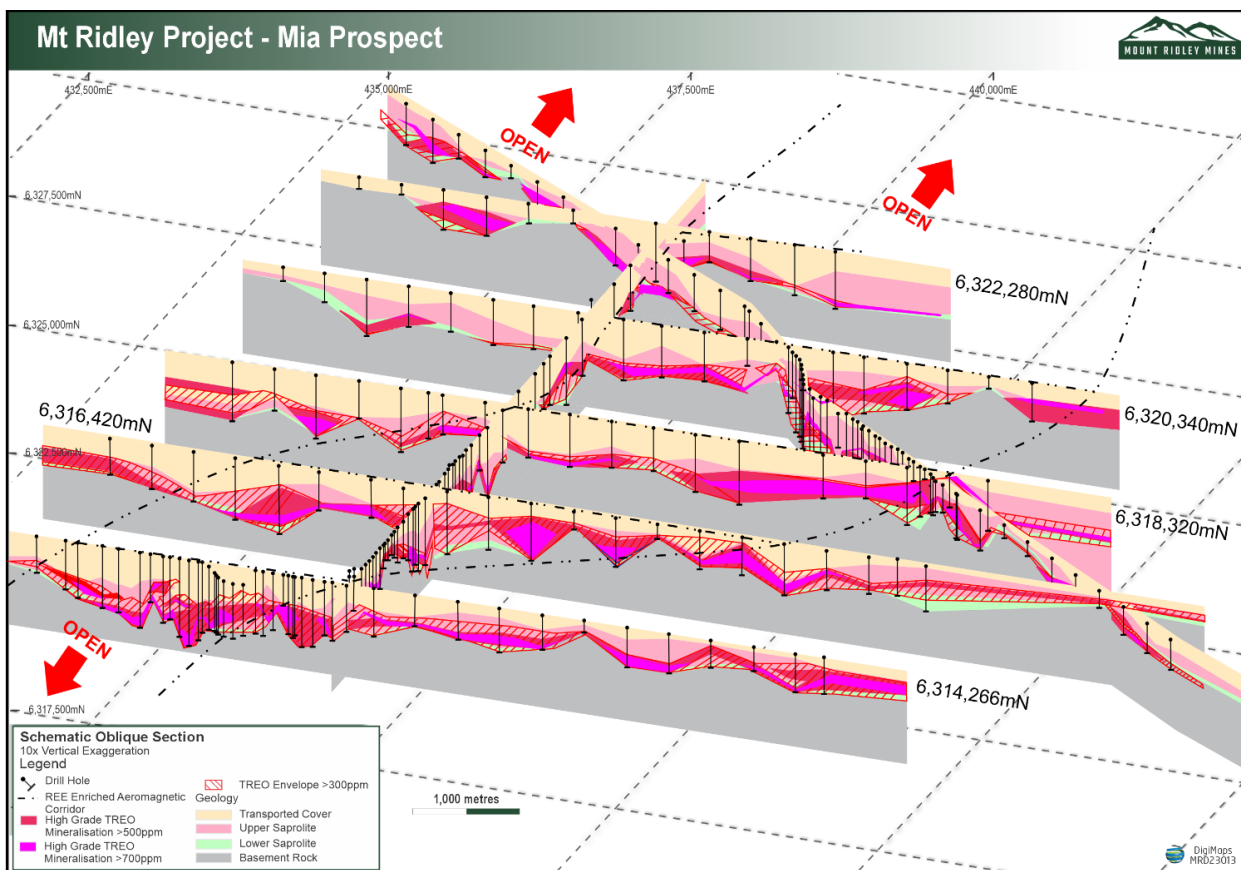 Mt Ridley Project - Mia Prospect
MOUNT RIDLEY MINES
432,500mE
435,000mE
437,500mE
440,000mE
OPEN
OPEN
6,327,500mN
6,322,280mN
6,325,000mN
6,320,340mN
6,316,420mN
6,322,500mN
6,318,320mN
OPEN
6,314,266mN
6,317,500mN
Schematic Oblique Section
10x Vertical Exaggeration
Legend
Drill Hole
REE Enriched Aeromagnetic
Corridor
High Grade TREO
Mineralisation >500ppm
High Grade TREO
Mineralisation >700ppm
TREO Envelope >300ppm
Geology
Transported Cover
Upper Saprolite
Lower Saprolite
Basement Rock
1,000 metres
DigiMaps
MRD23013